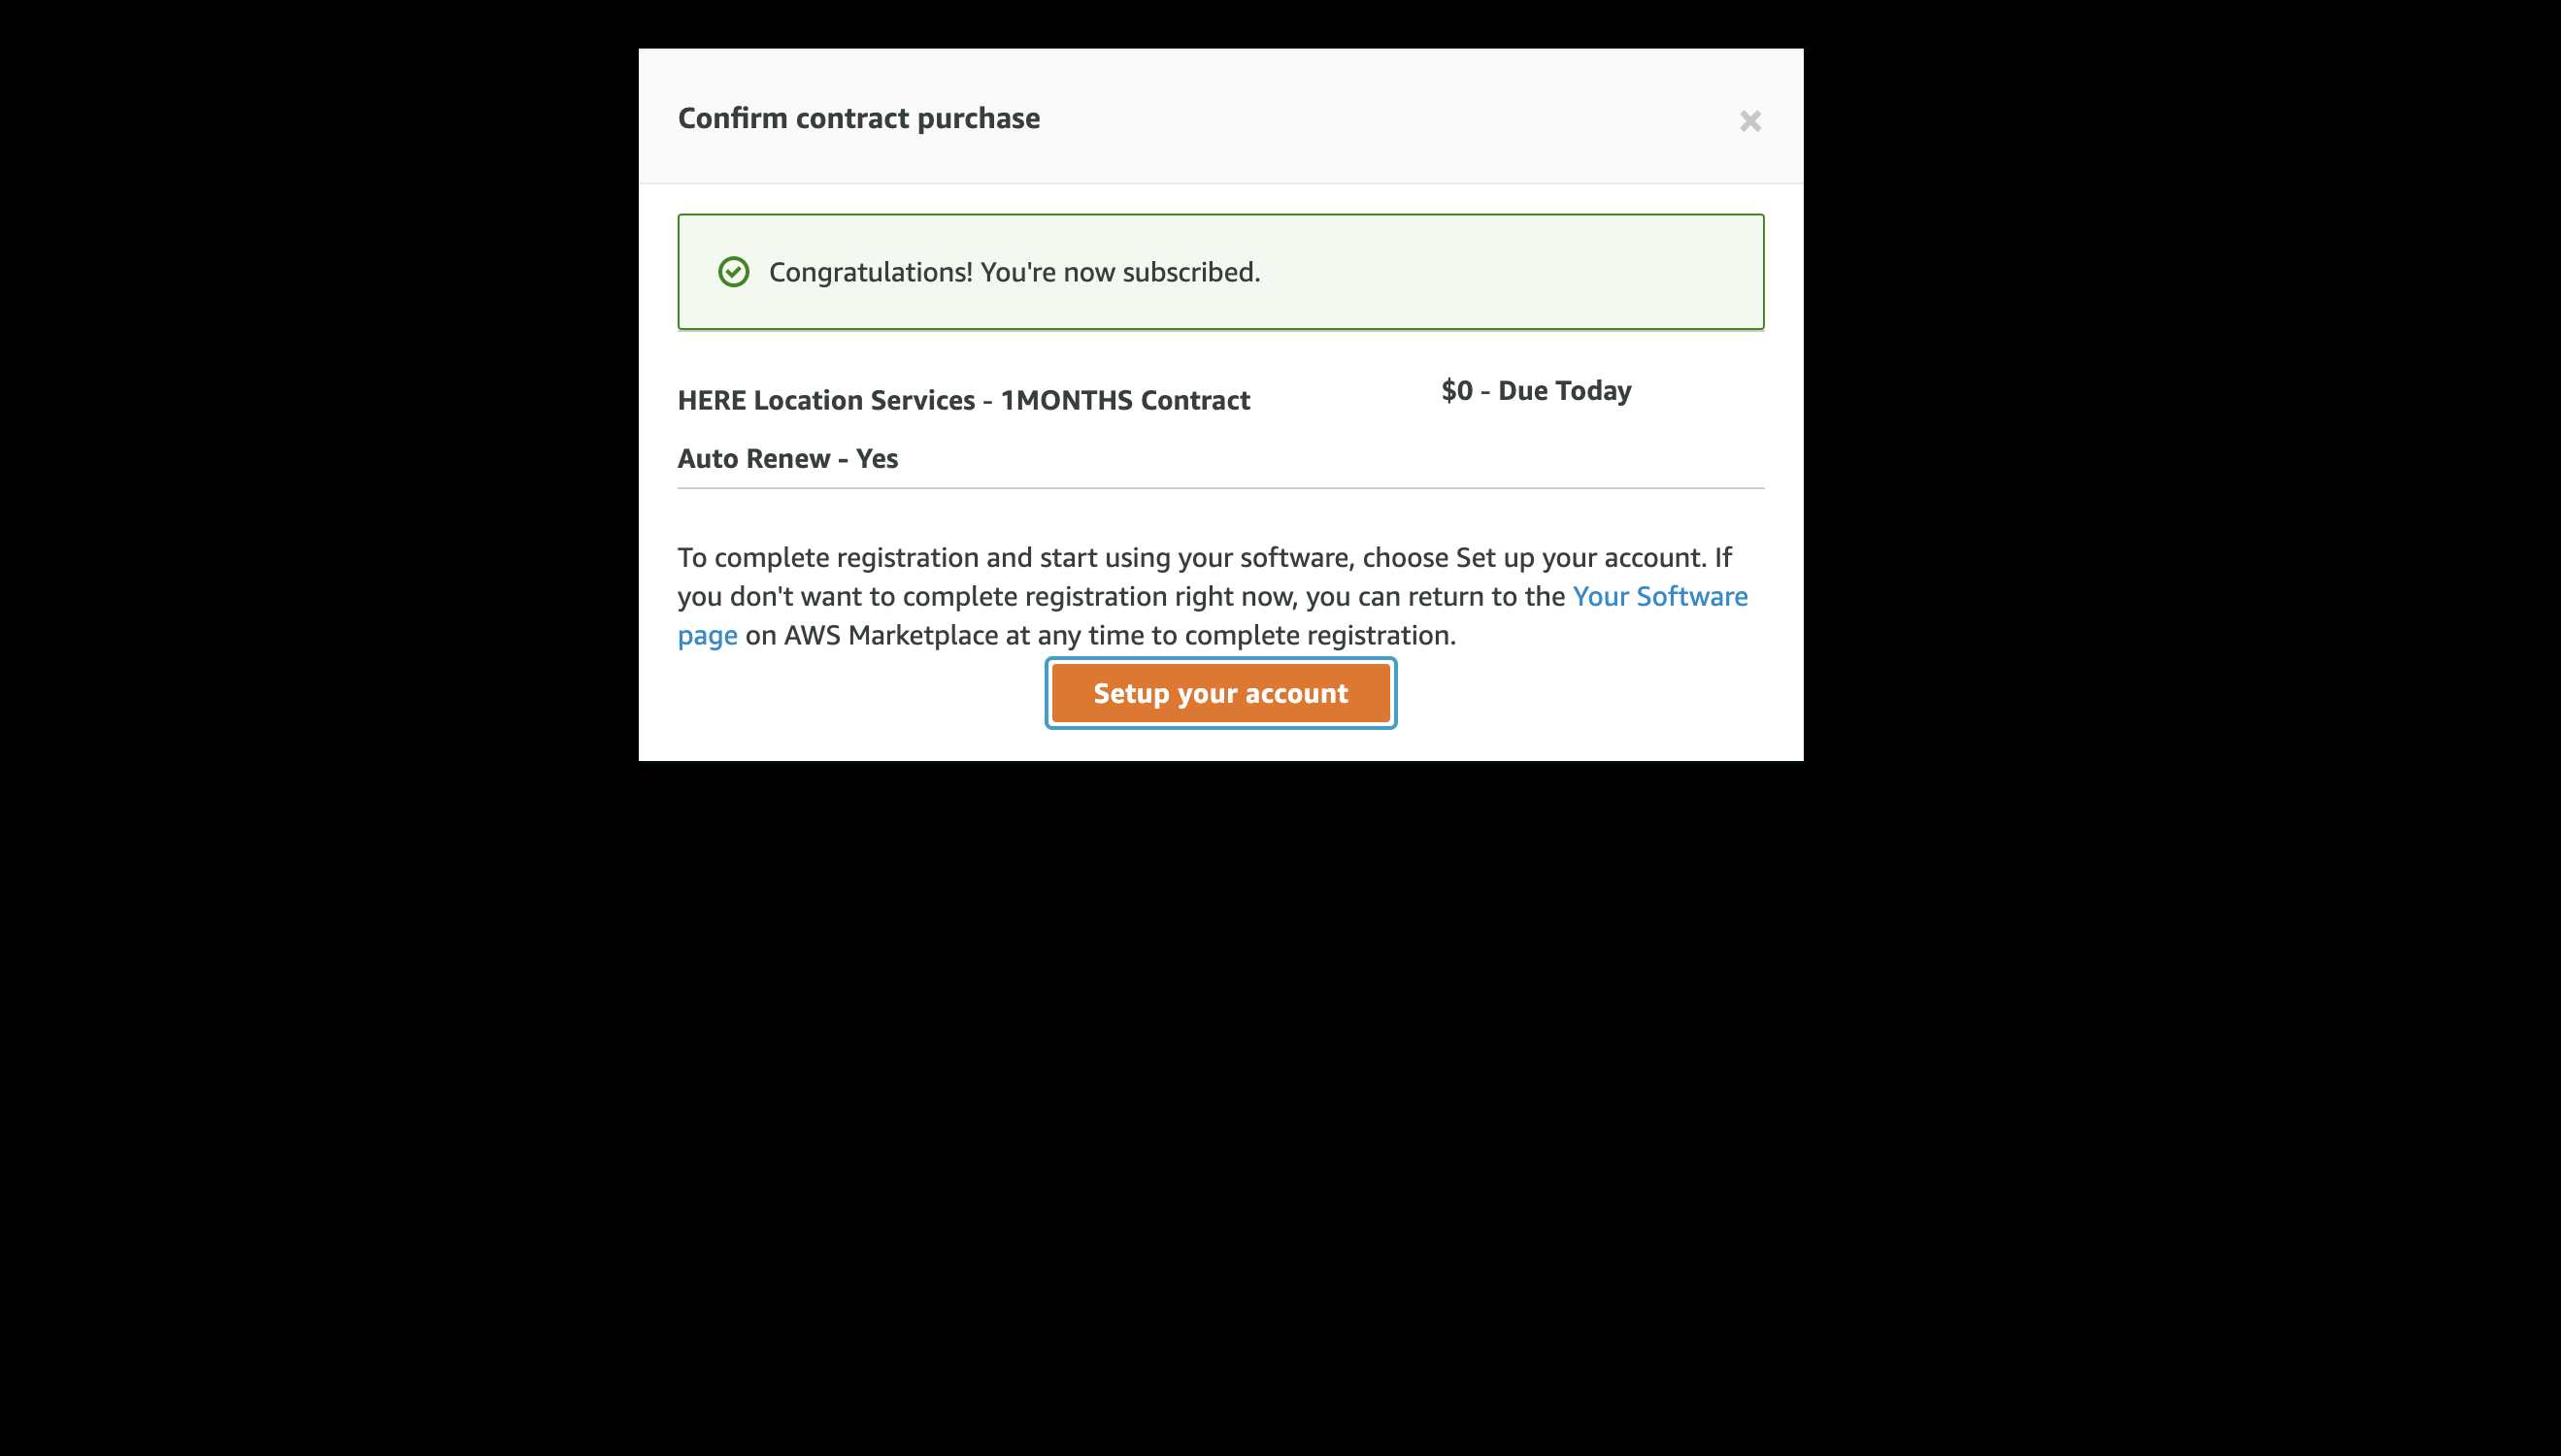 Confirm contract purchase
Congratulations! You're now subscribed.
HERE Location Services - 1MONTHS Contract
$0 - Due Today
Auto Renew - Yes
To complete registration and start using your software, choose Set up your account. If
you don't want to complete registration right now, you can return to the Your Software
page on AWS Marketplace at any time to complete registration.
Setup your account